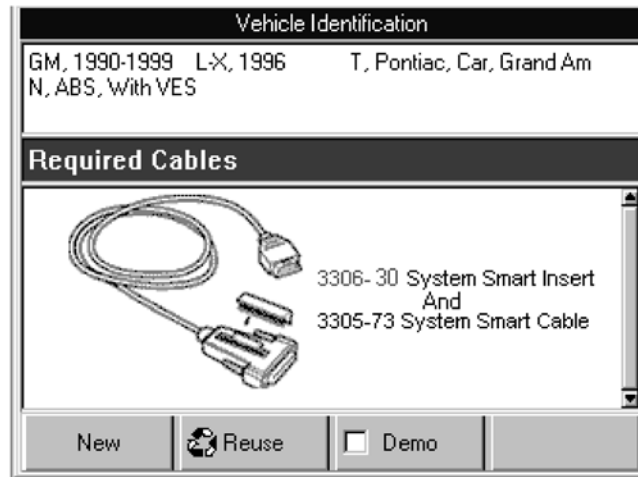 Vehicle Identification
GM, 1990-1999 L-X, 1996 T, Pontiac, Car, Grand Am
N, ABS, With VES
Required Cables
3306-30 System Smart Insert
And
3305-73 System Smart Cable
New Reuse Demo